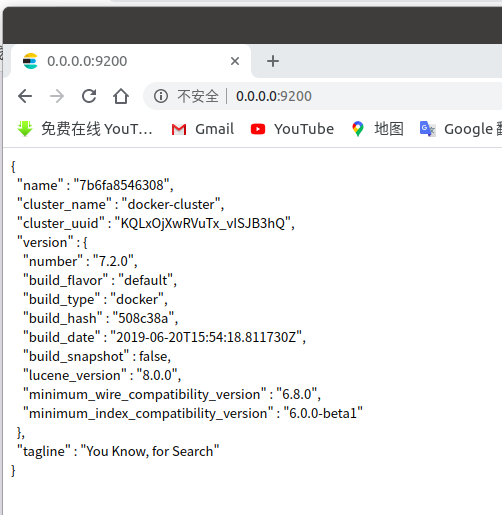 0.0.0.0:9200
不安全 | 0.0.0.0:9200
免费在线 YouT... Gmail YouTube 地图 Google
{
"name" : "7b6fa8546308",
"cluster_name" : "docker-cluster",
"cluster_uuid" : "KQLxOjXwRVuTx_vISJB3hQ",
"version" : {
"number" : "7.2.0",
"build_flavor" : "default",
"build_type" : "docker",
"build_hash" : "508c38a",
"build_date" : "2019-06-20T15:54:18.811730Z",
"build_snapshot" : false,
"lucene_version" : "8.0.0",
"minimum_wire_compatibility_version" : "6.8.0",
"minimum_index_compatibility_version" : "6.0.0-beta1"
},
"tagline" : "You Know, for Search"
}